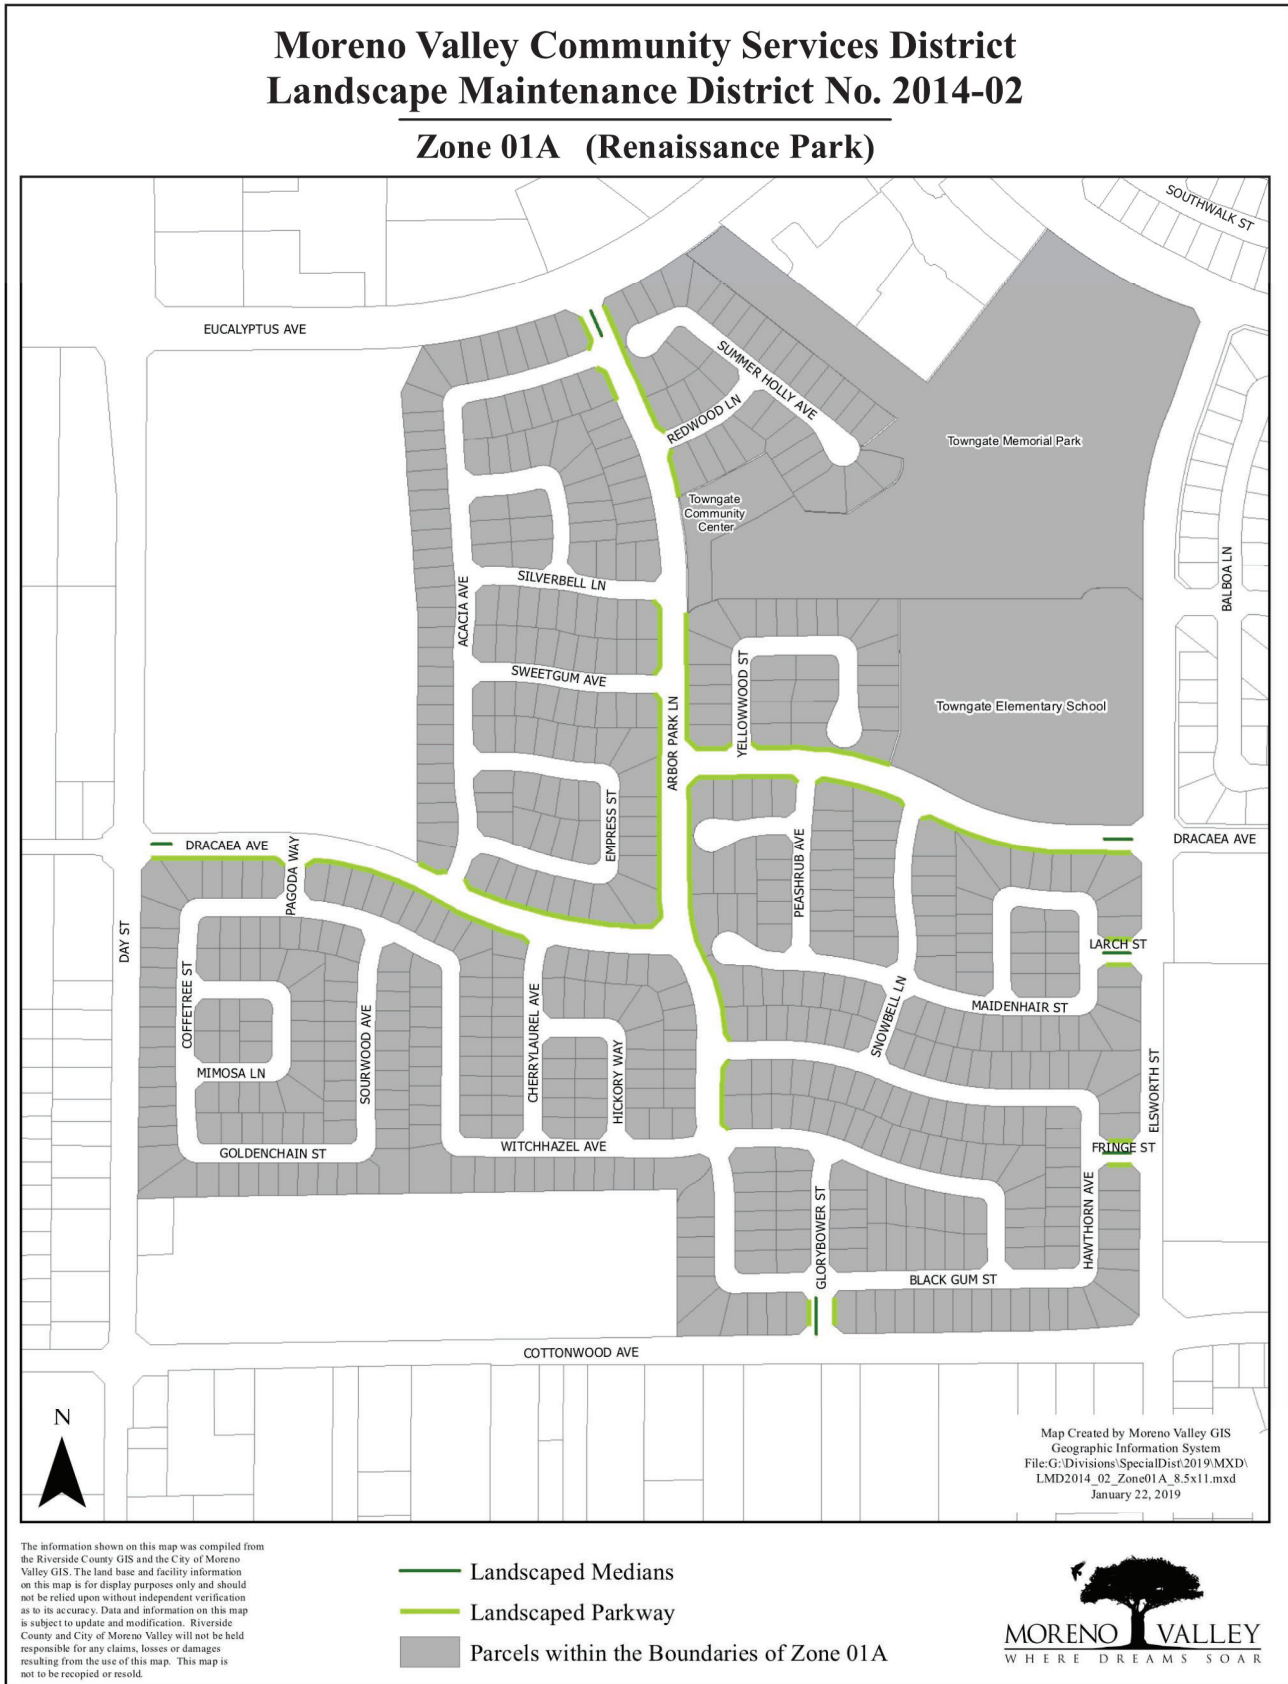 Moreno Valley Community Services District
Landscape Maintenance District No. 2014-02
Zone 01A (Renaissance Park)
SOUTHWALK ST
EUCALYPTUS AVE
SUMMER HOLLY AVE
REDWOOD LN
Towngate Memorial Park
Towngate
Community
Center
BALBOA LN
SILVERBELL LN
ACACIA AVE
SWEETGUM AVE
YELLOWWOOD ST
ARBOR PARK LN
Towngate Elementary School
EMPRESS ST
DRACAEA AVE
DRACAEA AVE
PAGODA WAY
PEASHRUB AVE
DAY ST
LARCH ST
COFFETREE ST
SOURWOOD AVE
CHERRYLAUREL AVE
HICKORY WAY
SNOWBELL LN
MAIDENHAIR ST
MIMOSA LN
ELSWORTH ST
GOLDENCHAIN ST
WITCHHAZEL AVE
FRINGE ST
GLORYBOWER ST
HAWTHORN AVE
BLACK GUM ST
COTTONWOOD AVE
N
Map Created by Moreno Valley GIS
Geographic Information System
File:G:\Divisions\SpecialDist\2019\MXD\
LMD2014_02_Zone01A_8.5x11.mxd
January 22, 2019
The information shown on this map was compiled from
the Riverside County GIS and the City of Moreno
Valley GIS. The land base and facility information
on this map is for display purposes only and should
not be relied upon without independent verification
as to its accuracy. Data and information on this map
is subject to update and modification. Riverside
County and City of Moreno Valley will not be held
responsible for any claims, losses or damages
resulting from the use of this map. This map is
not to be recopied or resold.
Landscaped Medians
Landscaped Parkway
Parcels within the Boundaries of Zone 01A
MORENO VALLEY
WHERE DREAMS SOAR